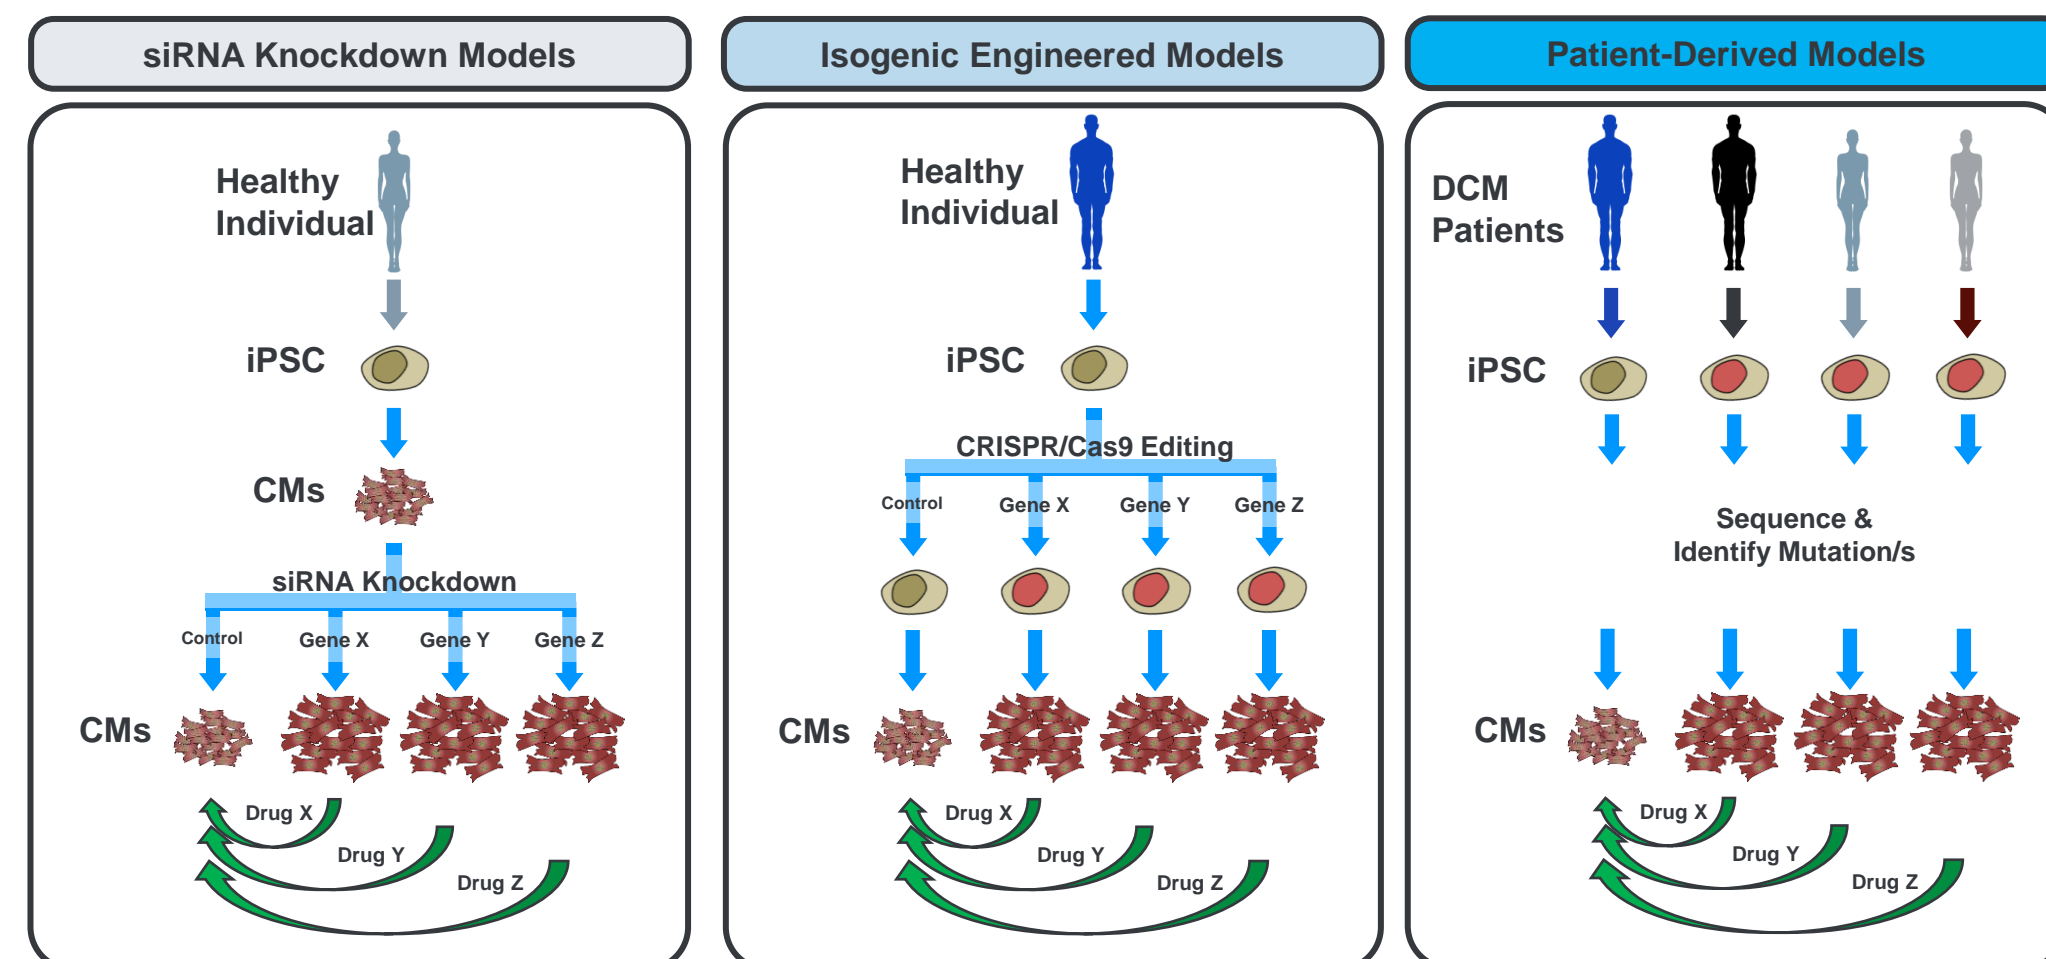 siRNA Knockdown Models
Healthy
Individual
iPSC
CMs
siRNA Knockdown
Control
Gene X
Gene Y
Gene Z
CMs
Drug X
Drug Y
Drug Z
Isogenic Engineered Models
Healthy
Individual
iPSC
CRISPR/Cas9 Editing
Control
Gene X
Gene Y
Gene Z
CMs
Drug X
Drug Y
Drug Z
Patient-Derived Models
DCM
Patients
iPSC
Sequence &
Identify Mutation/s
CMs
Drug X
Drug Y
Drug Z